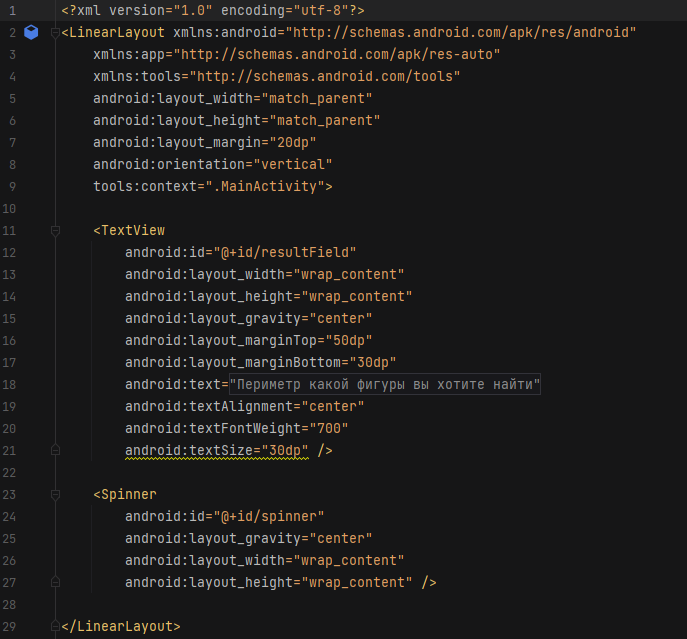 1 <?xml version="1.0" encoding="utf-8"?>
2 <LinearLayout xmlns:android="http://schemas.android.com/apk/res/android"
3 xmlns:app="http://schemas.android.com/apk/res-auto"
4 xmlns:tools="http://schemas.android.com/tools"
5 android:layout_width="match_parent"
6 android:layout_height="match_parent"
7 android:layout_margin="20dp"
8 android:orientation="vertical"
9 tools:context=".MainActivity">
10
11 <TextView
12 android:id="@+id/resultField"
13 android:layout_width="wrap_content"
14 android:layout_height="wrap_content"
15 android:layout_gravity="center"
16 android:layout_marginTop="50dp"
17 android:layout_marginBottom="30dp"
18 android:text="Периметр какой фигуры вы хотите найти"
19 android:textAlignment="center"
20 android:textFontWeight="700"
21 android:textSize="30dp" />
22
23 <Spinner
24 android:id="@+id/spinner"
25 android:layout_gravity="center"
26 android:layout_width="wrap_content"
27 android:layout_height="wrap_content" />
28
29 </LinearLayout>